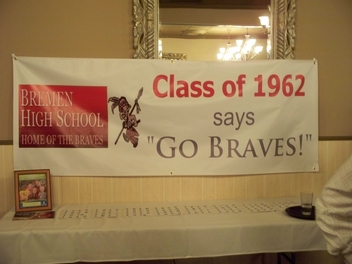 BREMEN
HIGH SCHOOL
HOME OF THE BRAVES
Class of 1962
says
"GO BRAVES!"